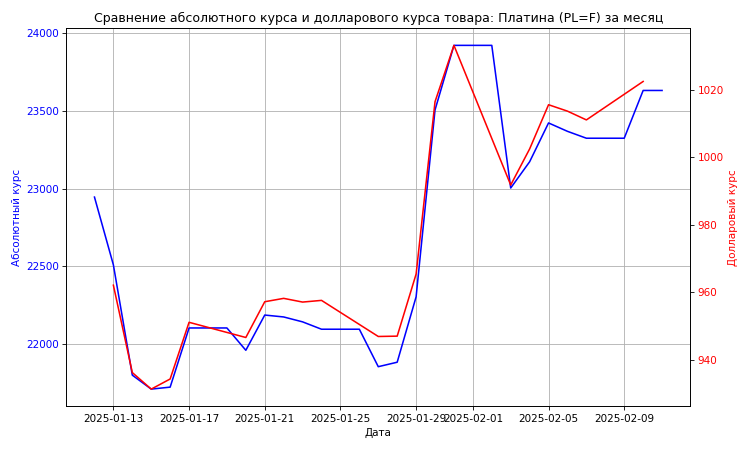 Сравнение абсолютного курса и долларового курса товара: Платина (PL=F) за месяц
24000
23500
23000
22500
22000
Абсолютный курс
1020
1000
980
960
940
Долларовый курс
2025-01-13 2025-01-17 2025-01-21 2025-01-25 2025-01-29 2025-02-01 2025-02-05 2025-02-09
Дата